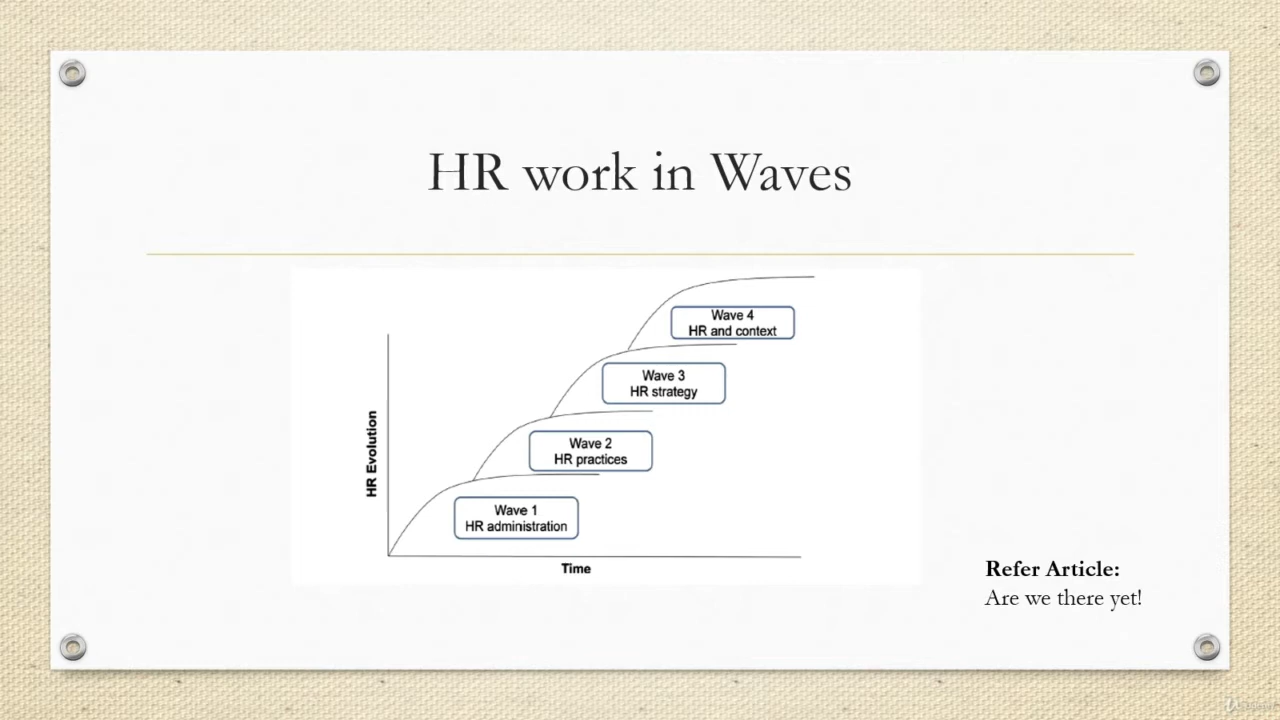 HR work in Waves
Wave 4
HR and context
Wave 3
HR strategy
Wave 2
HR practices
Wave 1
HR administration
HR Evolution
Time
Refer Article:
Are we there yet!